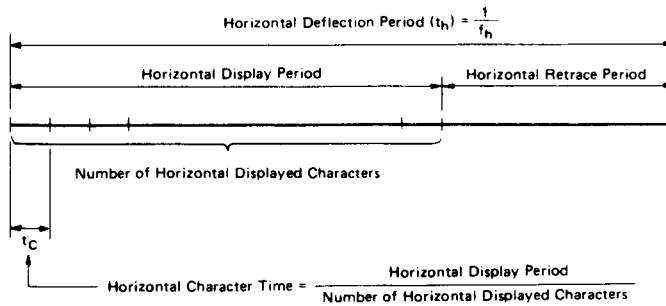 Horizontal Deflection Period (th) = 1/fh
Horizontal Display Period
Horizontal Retrace Period
Number of Horizontal Displayed Characters
tC
Horizontal Character Time = Horizontal Display Period
Number of Horizontal Displayed Characters